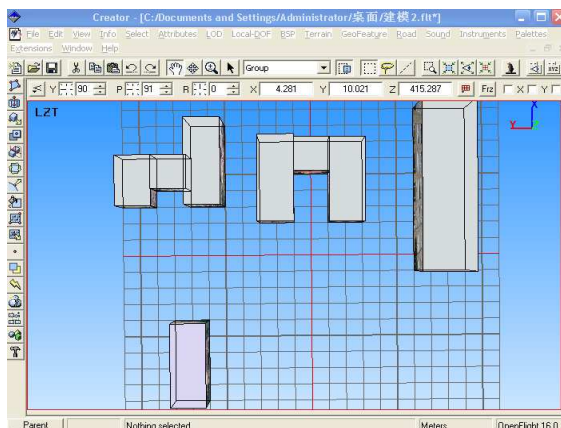 Creator - [C:/Documents and Settings/Administrator/桌面/建模2.flt*]
File Edit View Info Select Attributes LOD Local-DOF BSP Terrain GeoFeature Road Sound Instruments Palettes
Extensions Window Help
Group
Y 90 P 91 R 0 X 4.281 Y 10.021 Z 415.287 Frz X Y
LZT
X
Y
Parent Nothing selected Meters OpenFlight 16.0